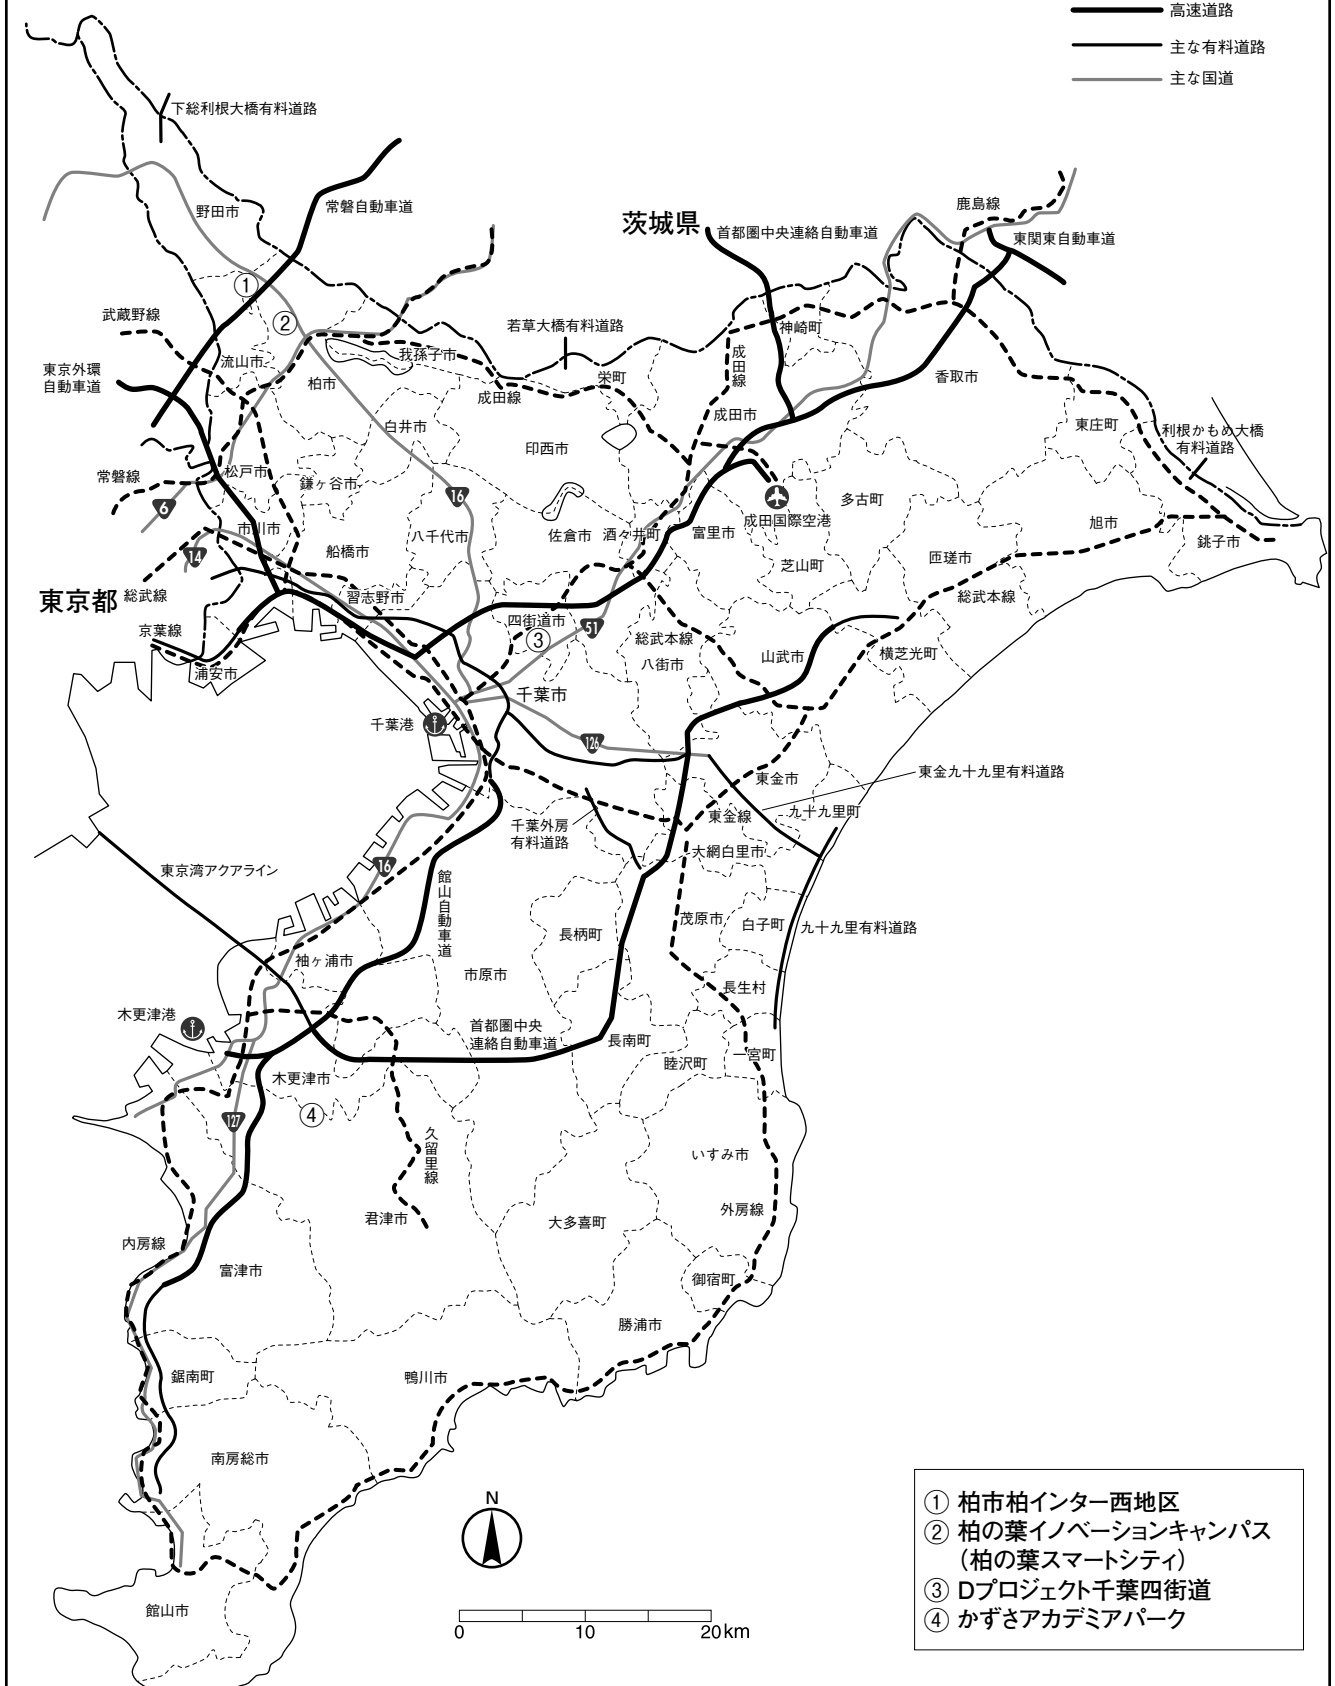 高速道路
主な有料道路
主な国道
下総利根大橋有料道路
野田市
常磐自動車道
茨城県
首都圏中央連絡自動車道
鹿島線
東関東自動車道
①
②
武蔵野線
若草大橋有料道路
神崎町
東京外環
自動車道
流山市
柏市
我孫子市
成田線
栄町
成田線
香取市
成田市
白井市
印西市
東庄町
利根かもめ大橋
有料道路
常磐線
松戸市
鎌ヶ谷市
6
16
多古町
成田国際空港
市川市
14
船橋市
八千代市
佐倉市
酒々井町
富里市
旭市
銚子市
芝山町
匝瑳市
東京都
総武線
習志野市
総武本線
京葉線
四街道市
③
51
総武本線
八街市
山武市
横芝光町
浦安市
千葉市
千葉港
126
東金市
東金九十九里有料道路
千葉外房
有料道路
東金線
九十九里町
大網白里市
東京湾アクアライン
16
館山自動車道
長柄町
茂原市
白子町
九十九里有料道路
袖ヶ浦市
市原市
長生村
木更津港
首都圏中央
連絡自動車道
長南町
睦沢町
一宮町
木更津市
④
127
久留里線
いすみ市
君津市
大多喜町
外房線
内房線
富津市
御宿町
勝浦市
鋸南町
鴨川市
南房総市
館山市
N
0 10 20km
① 柏市柏インター西地区
② 柏の葉イノベーションキャンパス
（柏の葉スマートシティ）
③ Dプロジェクト千葉四街道
④ かずさアカデミアパーク